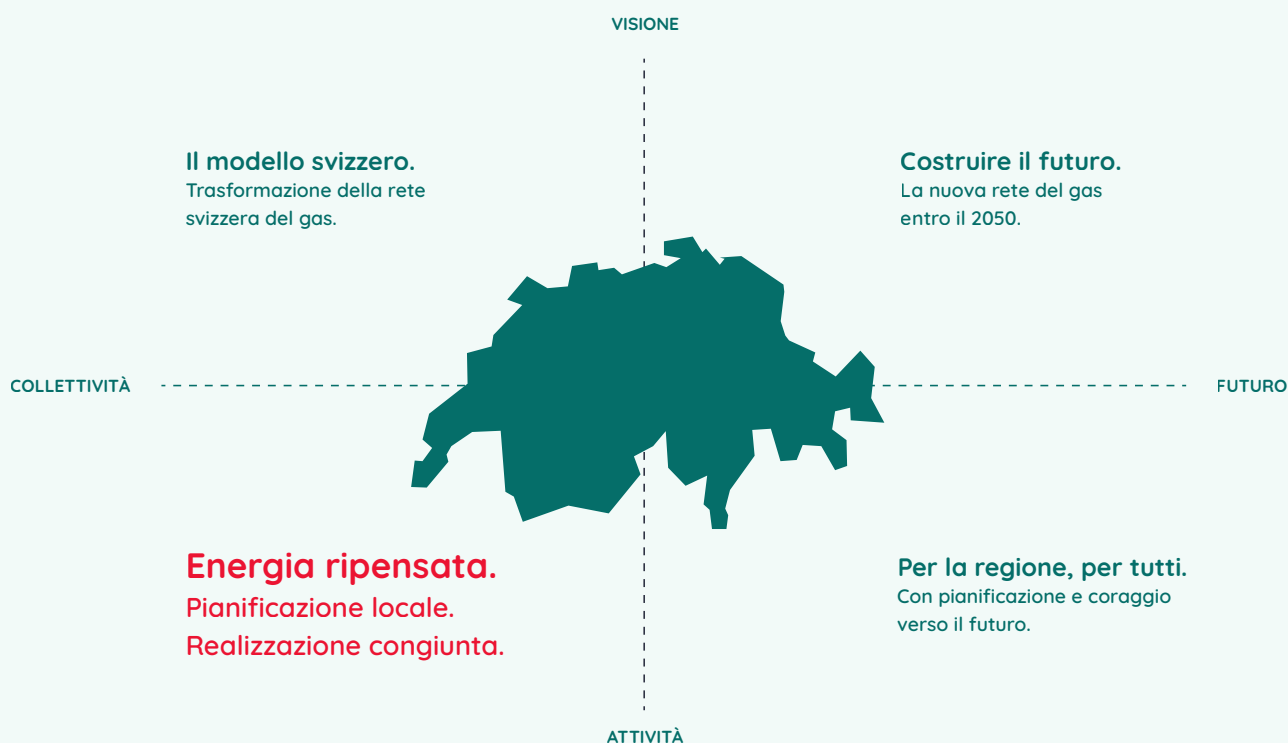 VISIONE
Il modello svizzero.
Trasformazione della rete
svizzera del gas.
Costruire il futuro.
La nuova rete del gas
entro il 2050.
COLLETTIVITÀ
FUTURO
Energia ripensata.
Pianificazione locale.
Realizzazione congiunta.
Per la regione, per tutti.
Con pianificazione e coraggio
verso il futuro.
ATTIVITÀ